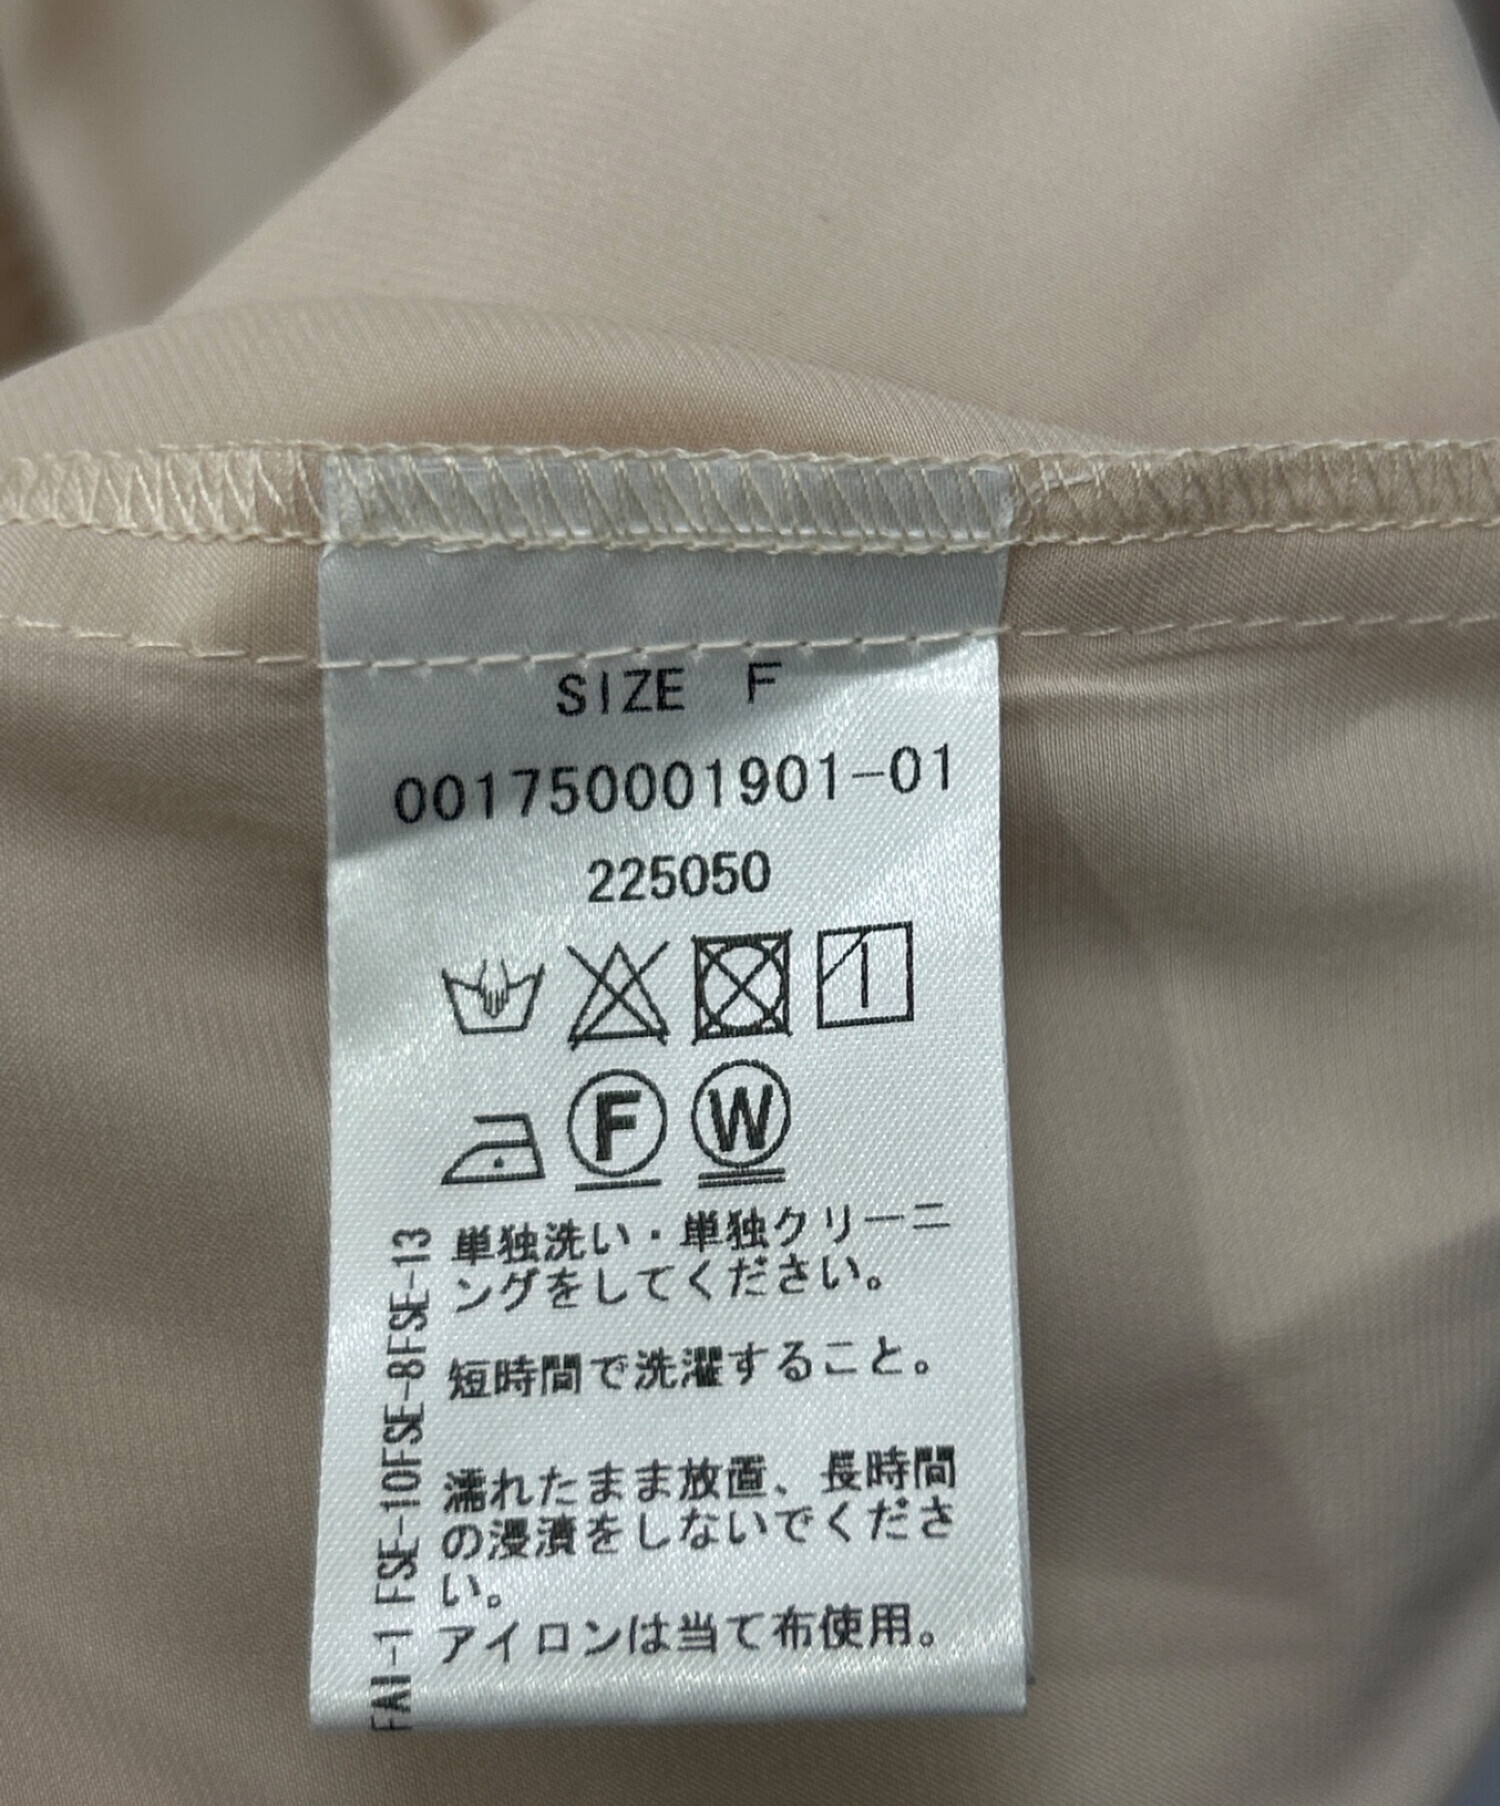 SIZE F
001750001901-01
225050
1
F W
単独洗い・単独クリーニ
ングをしてください。
短時間で洗濯すること。
濡れたまま放置、長時間
の浸漬をしないでくださ
い。
アイロンは当て布使用。
FAI-1 FSE-10FSE-8FSE-13